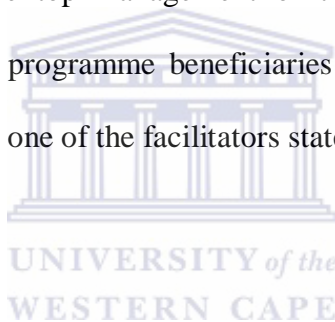 programme beneficiaries
one of the facilitators
UNIVERSITY of the
WESTERN CAPE